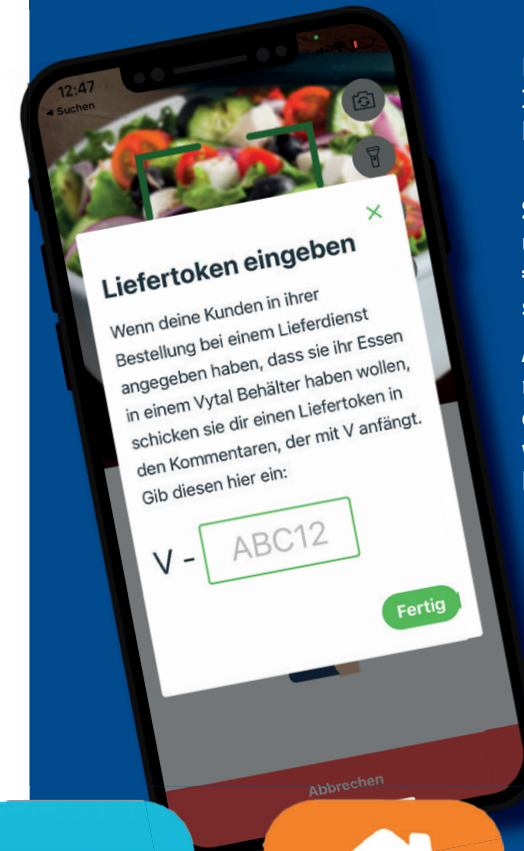 12:47
◄ Suchen
Liefertoken eingeben
Wenn deine Kunden in ihrer
Bestellung bei einem Lieferdienst
angegeben haben, dass sie ihr Essen
in einem Vytal Behälter haben wollen,
schicken sie dir einen Liefertoken in
den Kommentaren, der mit V anfängt.
Gib diesen hier ein:
V - ABC12
Fertig
Abbrechen